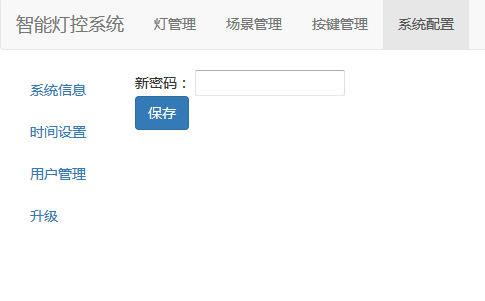 智能灯控系统 灯管理 场景管理 按键管理 系统配置
系统信息
新密码：
保存
时间设置
用户管理
升级